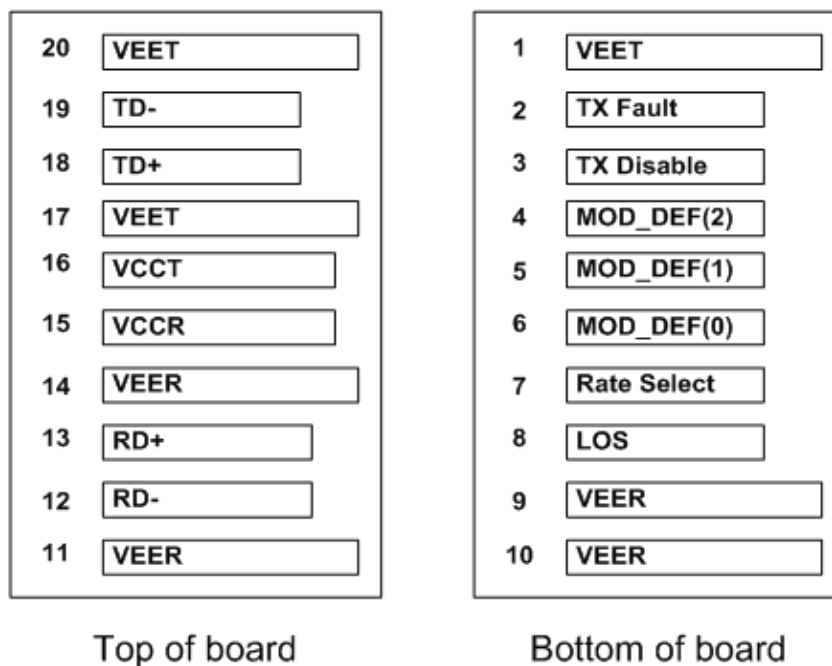 20 VEET
19 TD-
18 TD+
17 VEET
16 VCCT
15 VCCR
14 VEER
13 RD+
12 RD-
11 VEER
Top of board
1 VEET
2 TX Fault
3 TX Disable
4 MOD_DEF(2)
5 MOD_DEF(1)
6 MOD_DEF(0)
7 Rate Select
8 LOS
9 VEER
10 VEER
Bottom of board